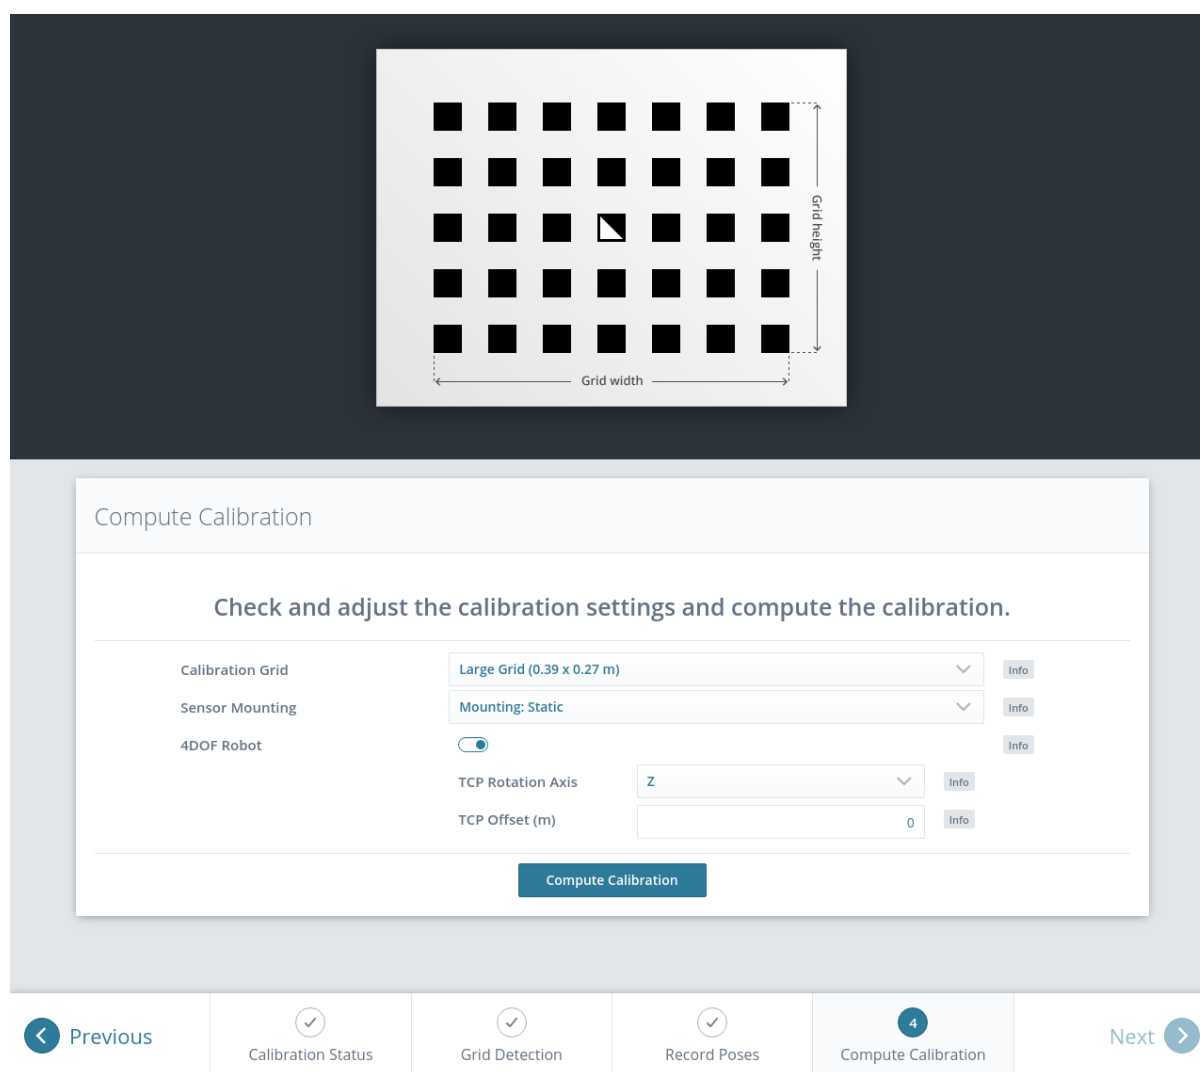 Grid height
Grid width
Compute Calibration
Check and adjust the calibration settings and compute the calibration.
Calibration Grid
Large Grid (0.39 x 0.27 m)
Info
Sensor Mounting
Mounting: Static
Info
4DOF Robot
Info
TCP Rotation Axis
Z
Info
TCP Offset (m)
0
Info
Compute Calibration
Previous
Calibration Status
Grid Detection
Record Poses
4
Compute Calibration
Next